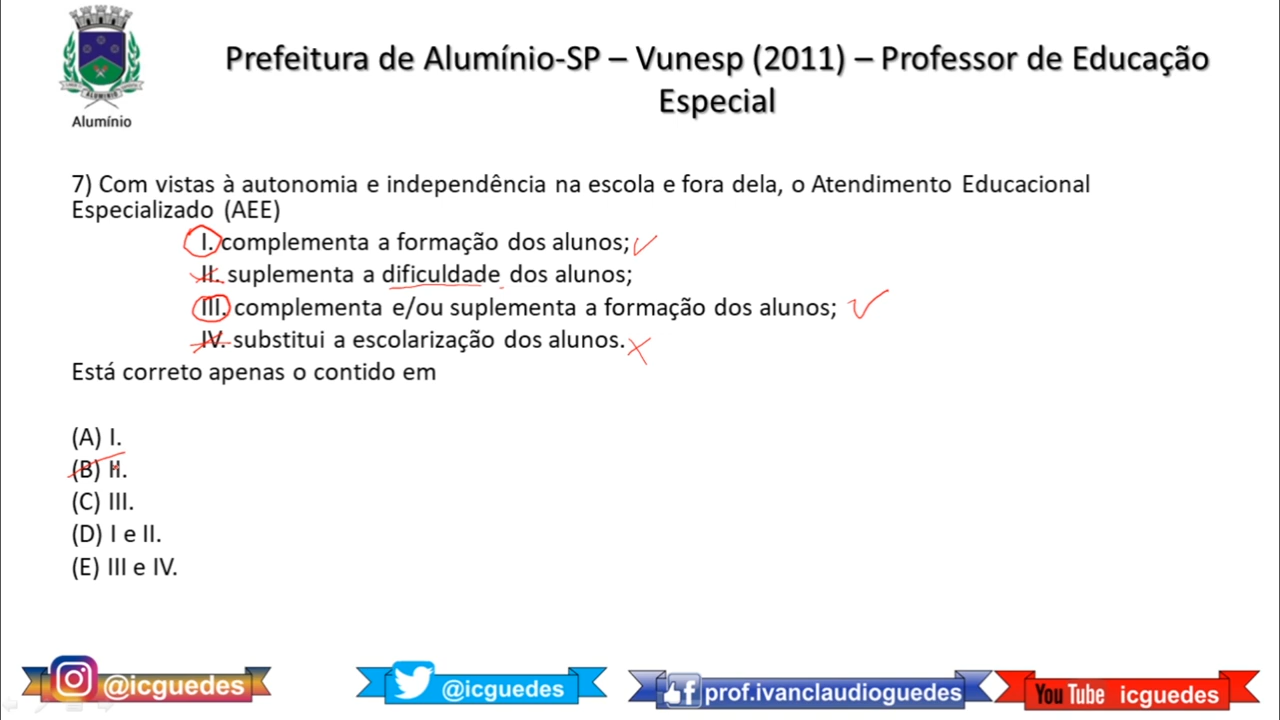 Prefeitura de Alumínio-SP – Vunesp (2011) – Professor de Educação
Especial
ALUMÍNIO
Alumínio
7) Com vistas à autonomia e independência na escola e fora dela, o Atendimento Educacional
Especializado (AEE)
I. complementa a formação dos alunos;
II. suplementa a dificuldade dos alunos;
III. complementa e/ou suplementa a formação dos alunos;
IV. substitui a escolarização dos alunos.
Está correto apenas o contido em
(A) I.
(B) II.
(C) III.
(D) I e II.
(E) III e IV.
@icguedes
@icguedes
prof.ivanclaudioguedes
YouTube icguedes